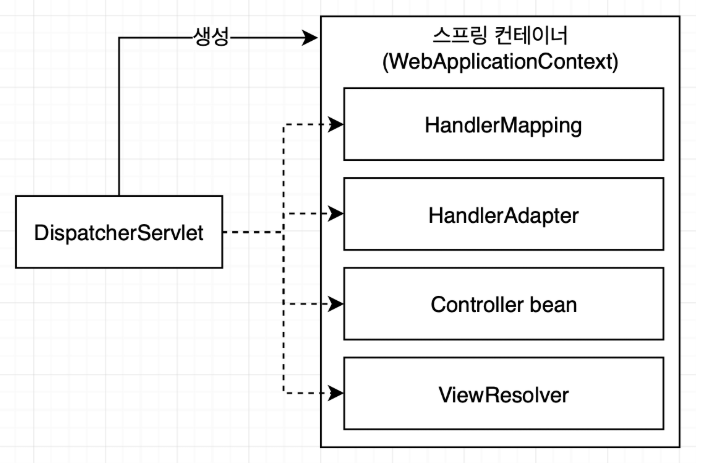 생성
스프링 컨테이너
(WebApplicationContext)
HandlerMapping
DispatcherServlet
HandlerAdapter
Controller bean
ViewResolver